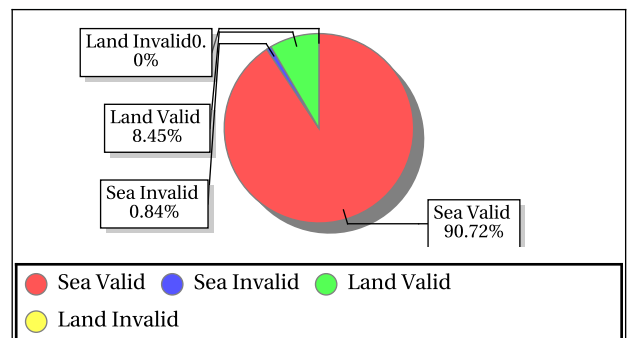 Land Invalid0.
0%
Land Valid
8.45%
Sea Invalid
0.84%
Sea Valid
90.72%
Sea Valid Sea Invalid Land Valid
Land Invalid